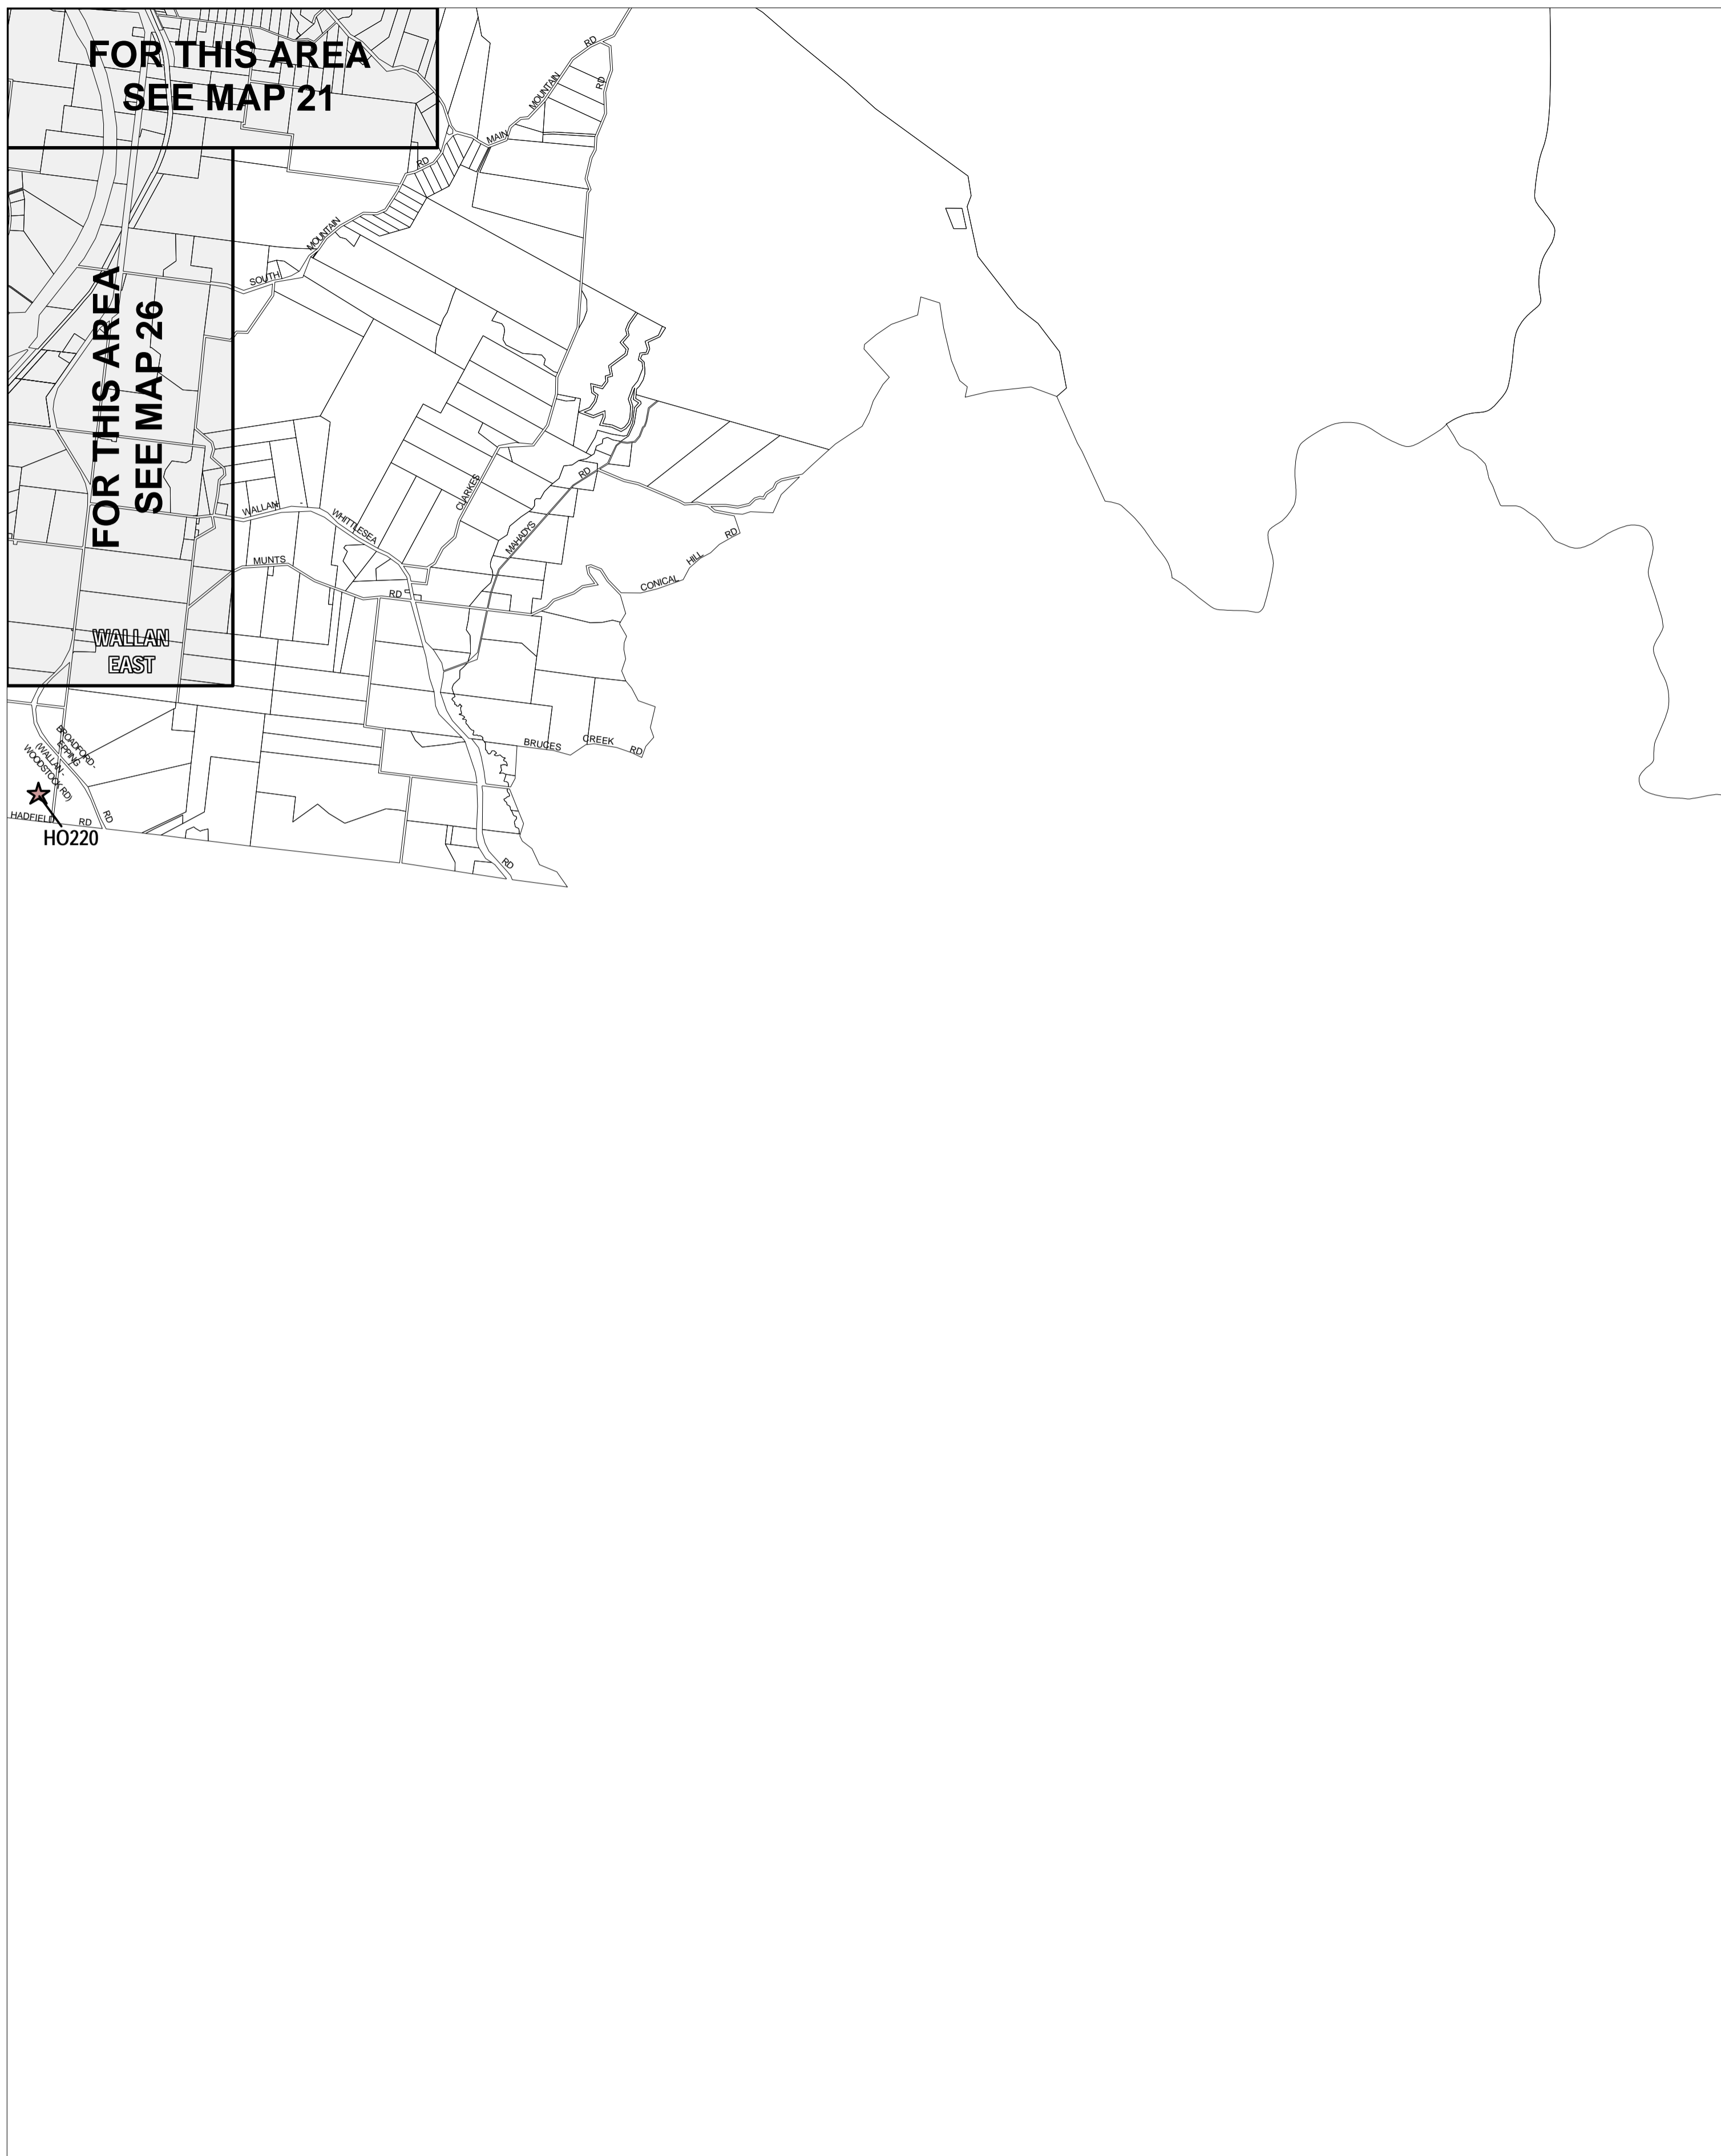 FOR THIS AREA
SEE MAP 21
RD
MOUNTAIN
RD
MAIN
RD
MOUNTAIN
SOUTH
FOR THIS AREA
SEE MAP 26
CLARKES
RD
WALLAN -
WHITTLESEA
MAHADYS
RD
HILL
CONICAL
MUNTS
RD
WALLAN
EAST
BROADFORD -
EPPING
(WALLAN -
WOODSTOCK RD)
RD
BRUCES CREEK RD
HADFIELD RD
HO220
RD